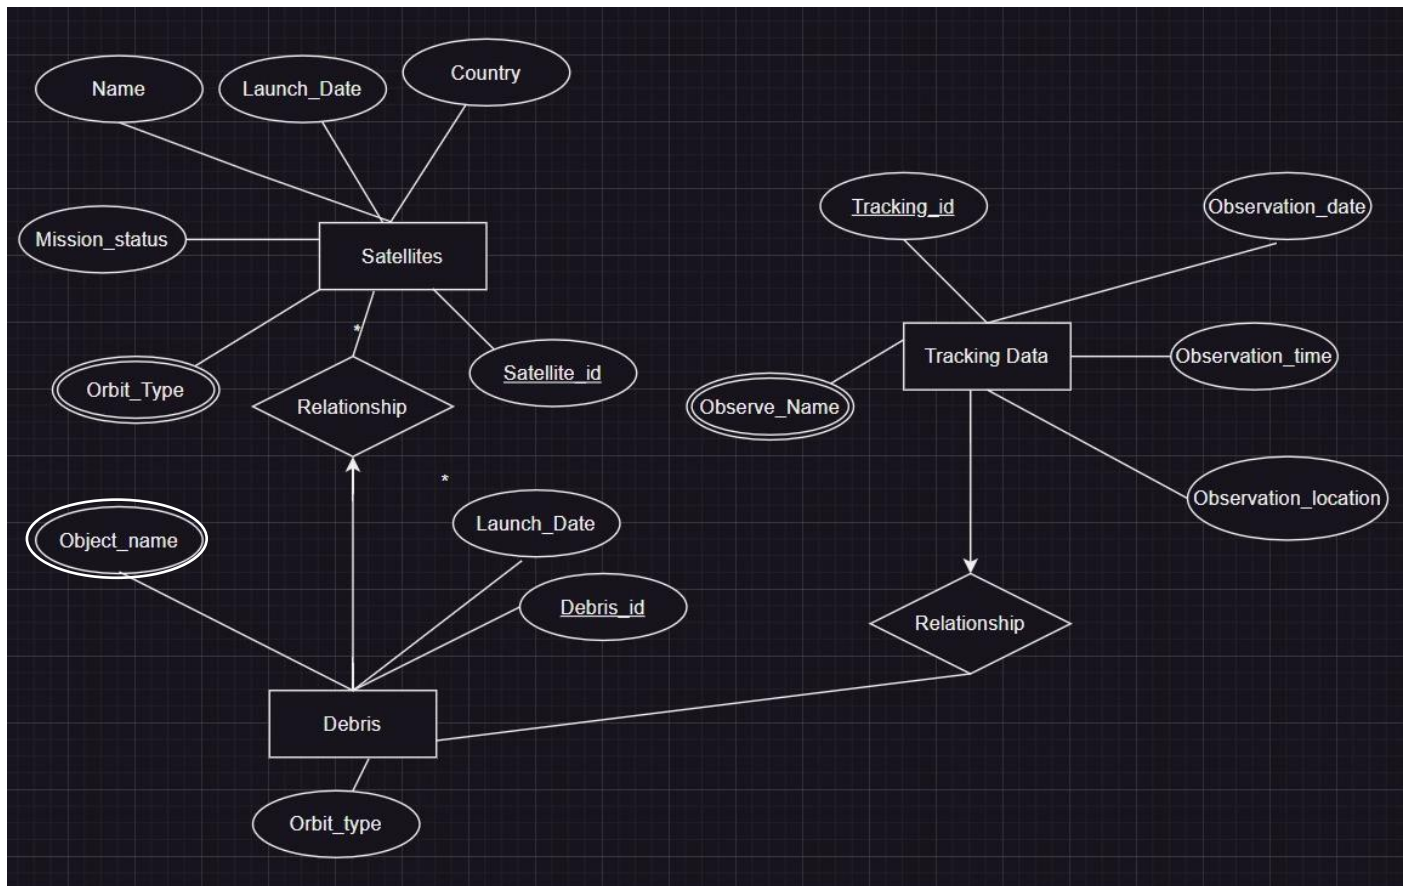 Country
Name
Launch_Date
Tracking_id
Observation_date
Mission_status
Satellites
*
Tracking Data
Observation_time
Orbit_Type
Satellite_id
Relationship
Observe_Name
*
Observation_location
Object_name
Launch_Date
Debris_id
Relationship
Debris
Orbit_type